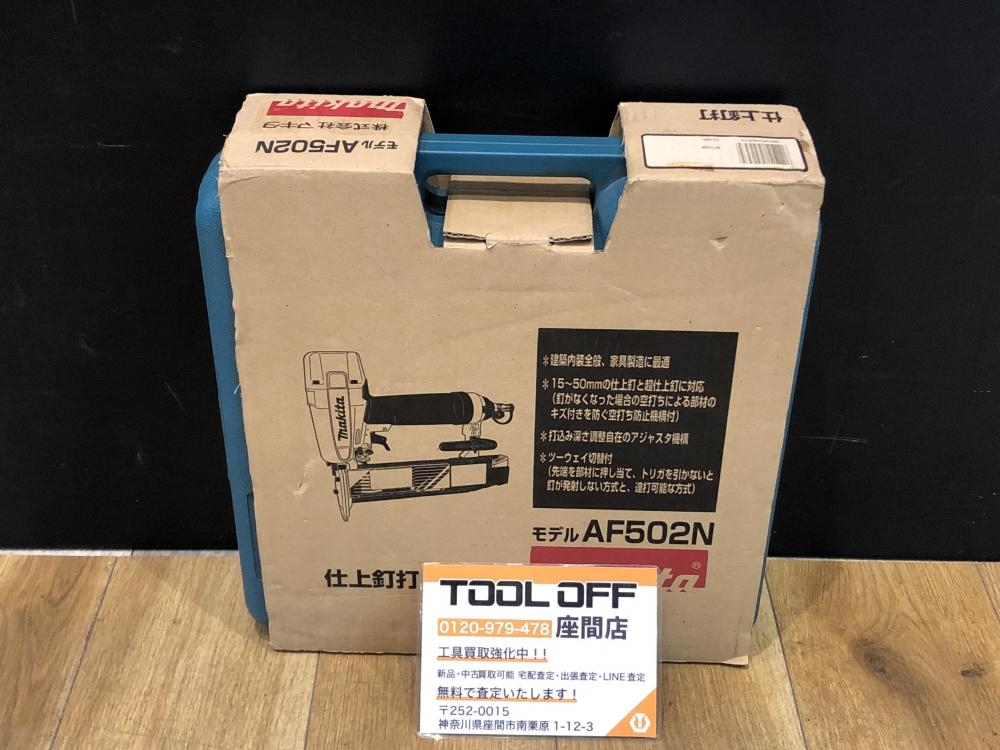 makita
株式会社マキタ
モデル AF502N
仕上釘打
makita
＊建築内装全般、家具製造に最適
＊15～50mmの仕上釘と超仕上釘に対応
(釘がなくなった場合の空打ちによる部材の
キズ付きを防ぐ空打ち防止機構付)
＊打込み深さ調整自在のアジャスタ機構
＊ツーウェイ切替付
(先端を部材に押し当て、トリガを引かないと
釘が発射しない方式と、連打可能な方式)
モデル AF502N
®
仕上釘打
TOOL OFF
0120-979-478 座間店
工具買取強化中！！
新品・中古買取可能 宅配査定・出張査定・LINE査定
無料で査定いたします！
〒252-0015
神奈川県座間市南栗原 1-12-3